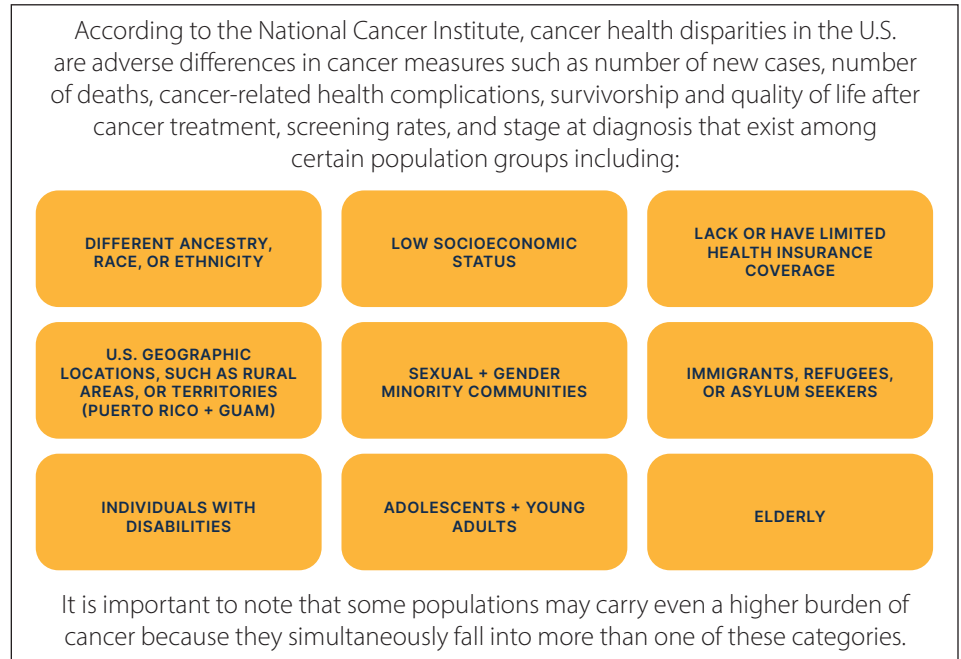 According to the National Cancer Institute, cancer health disparities in the U.S.
are adverse differences in cancer measures such as number of new cases, number
of deaths, cancer-related health complications, survivorship and quality of life after
cancer treatment, screening rates, and stage at diagnosis that exist among
certain population groups including:
DIFFERENT ANCESTRY,
RACE, OR ETHNICITY
LOW SOCIOECONOMIC
STATUS
LACK OR HAVE LIMITED
HEALTH INSURANCE
COVERAGE
U.S. GEOGRAPHIC
LOCATIONS, SUCH AS RURAL
AREAS, OR TERRITORIES
(PUERTO RICO + GUAM)
SEXUAL + GENDER
MINORITY COMMUNITIES
IMMIGRANTS, REFUGEES,
OR ASYLUM SEEKERS
INDIVIDUALS WITH
DISABILITIES
ADOLESCENTS + YOUNG
ADULTS
ELDERLY
It is important to note that some populations may carry even a higher burden of
cancer because they simultaneously fall into more than one of these categories.